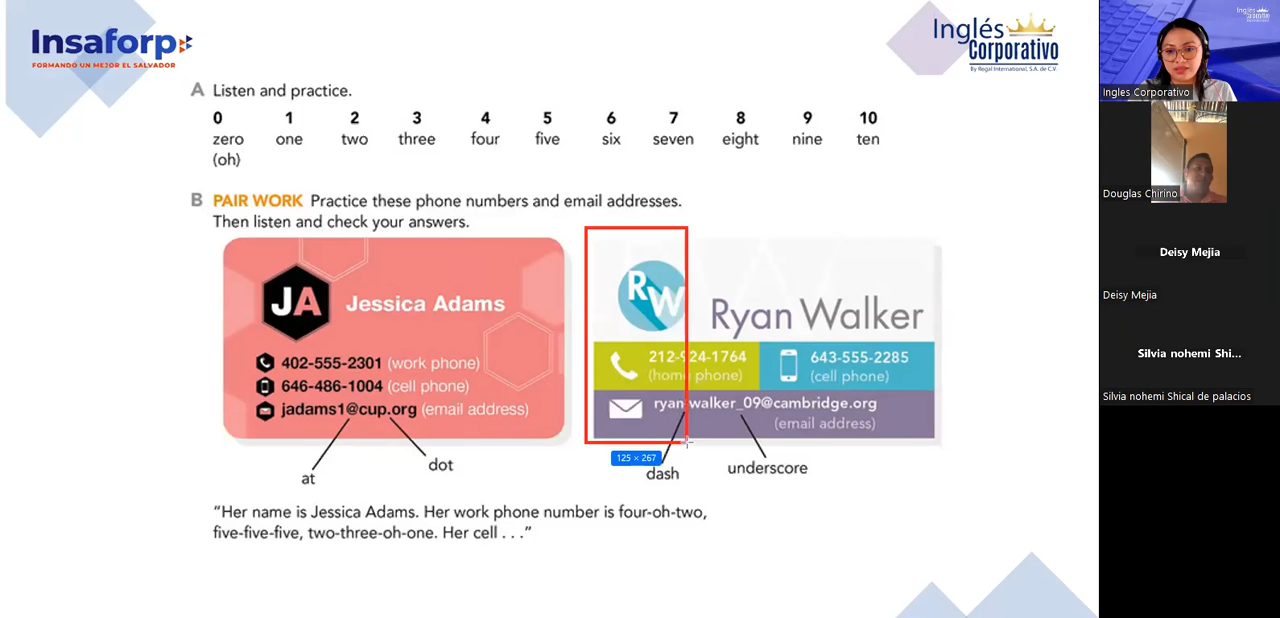 Insaforp
FORMANDO UN MEJOR EL SALVADOR
Inglés
Corporativo
By Regal International, S.A. de C.V.
A Listen and practice.
0 1 2 3 4 5 6 7 8 9 10
zero one two three four five six seven eight nine ten
(oh)
B PAIR WORK Practice these phone numbers and email addresses.
Then listen and check your answers.
JA Jessica Adams
402-555-2301 (work phone)
646-486-1004 (cell phone)
jadams1@cup.org (email address)
at
dot
RW
Ryan Walker
212-924-1764
(home phone)
643-555-2285
(cell phone)
ryan-walker_09@cambridge.org
(email address)
125 × 267
dash
underscore
“Her name is Jessica Adams. Her work phone number is four-oh-two,
five-five-five, two-three-oh-one. Her cell . . .”
Ingles Corporativo
Douglas Chirino
Deisy Mejia
Deisy Mejia
Silvia nohemi Shi...
Silvia nohemi Shical de palacios